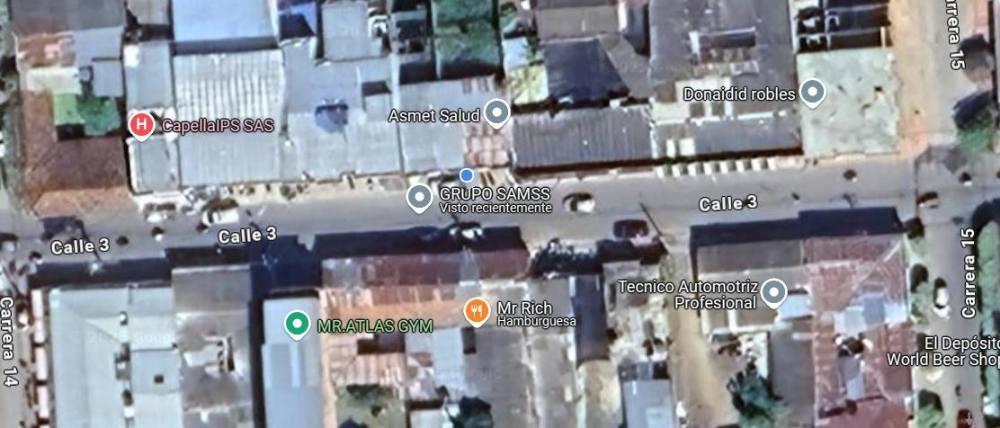 Carrera 15
Donaidid robles
Asmet Salud
H CapellaIPS SAS
GRUPO SAMSS
Visto recientemente
Calle 3
Calle 3
Calle 3
Carrera 15
Tecnico Automotriz
Profesional
Carrera 14
Mr Rich
Hamburguesa
MR.ATLAS GYM
El Depósito
World Beer Shop